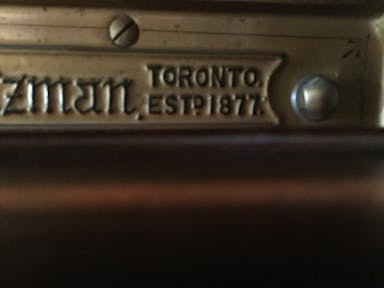 zman, TORONTO.
ESTD 1877.